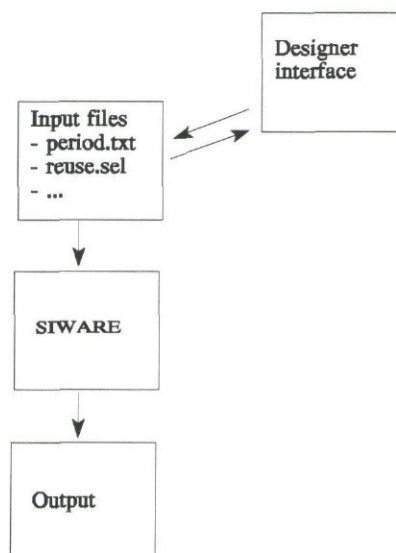 Designer
interface
Input files
- period.txt
- reuse.sel
- ...
SIWARE
Output